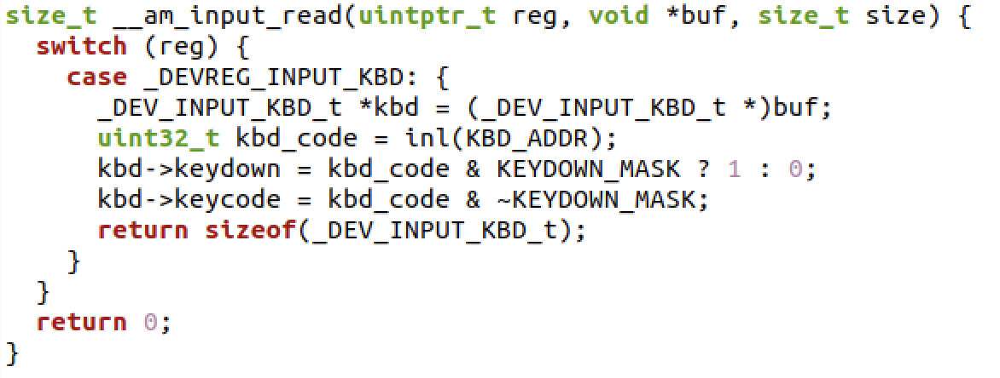 size_t __am_input_read(uintptr_t reg, void *buf, size_t size) {
  switch (reg) {
    case _DEVREG_INPUT_KBD: {
      _DEV_INPUT_KBD_t *kbd = (_DEV_INPUT_KBD_t *)buf;
      uint32_t kbd_code = inl(KBD_ADDR);
      kbd->keydown = kbd_code & KEYDOWN_MASK ? 1 : 0;
      kbd->keycode = kbd_code & ~KEYDOWN_MASK;
      return sizeof(_DEV_INPUT_KBD_t);
    }
  }
  return 0;
}